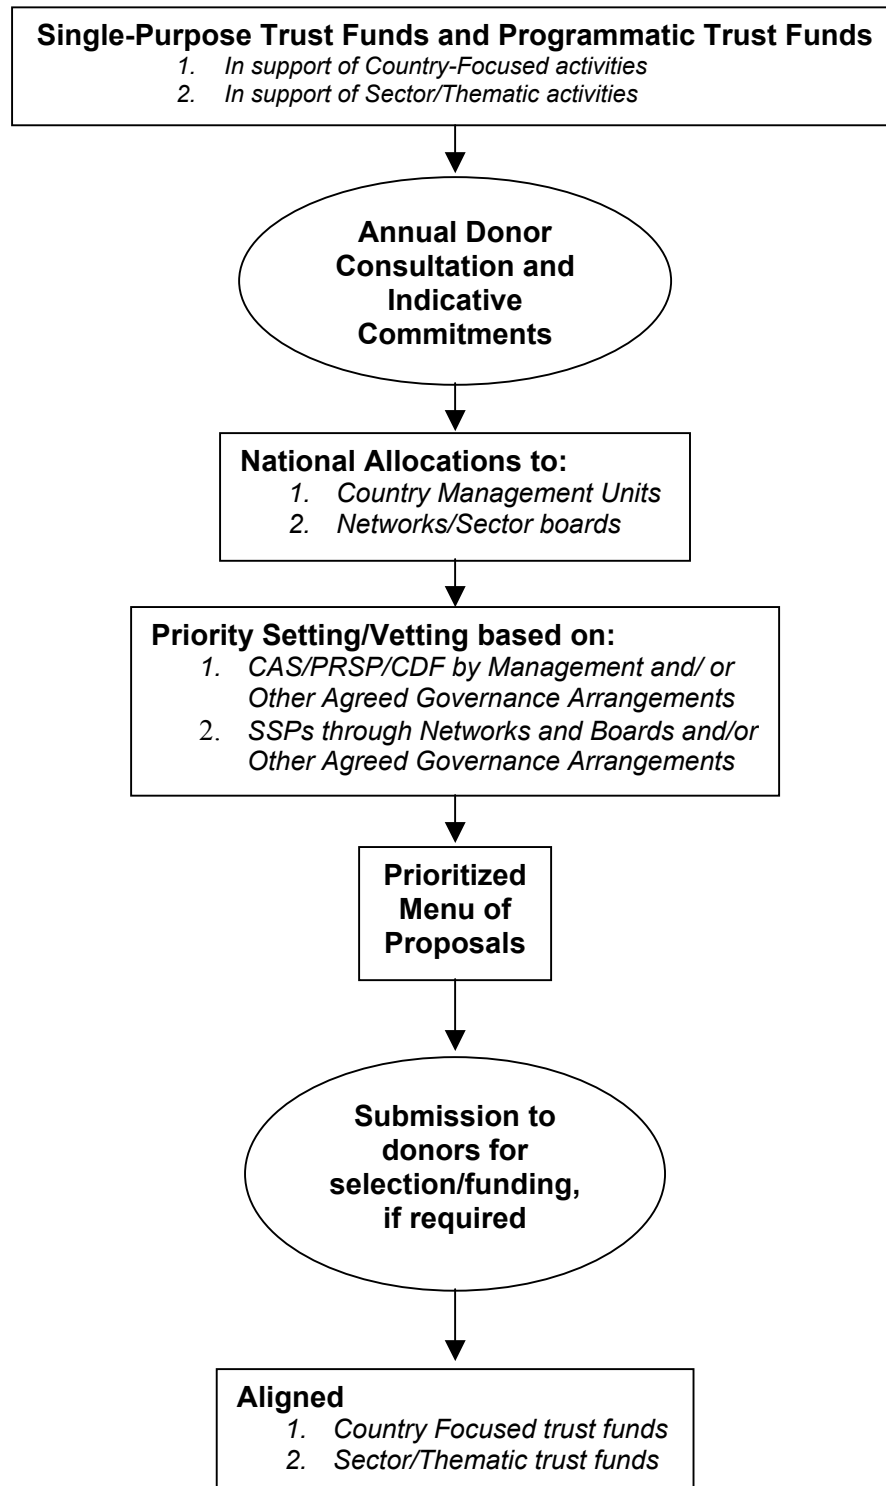 Single-Purpose Trust Funds and Programmatic Trust Funds
1. In support of Country-Focused activities
2. In support of Sector/Thematic activities
Annual Donor
Consultation and
Indicative
Commitments
National Allocations to:
1. Country Management Units
2. Networks/Sector boards
Priority Setting/Vetting based on:
1. CAS/PRSP/CDF by Management and/ or
Other Agreed Governance Arrangements
2. SSPs through Networks and Boards and/or
Other Agreed Governance Arrangements
Prioritized
Menu of
Proposals
Submission to
donors for
selection/funding,
if required
Aligned
1. Country Focused trust funds
2. Sector/Thematic trust funds